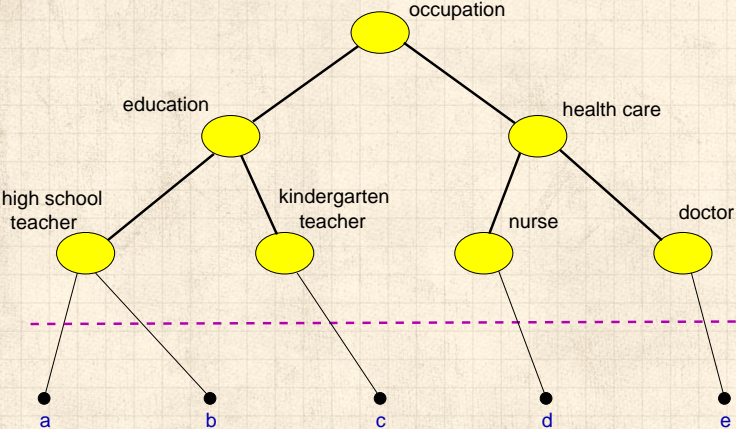 occupation
education
health care
high school
teacher
kindergarten
teacher
nurse
doctor
a
b
c
d
e